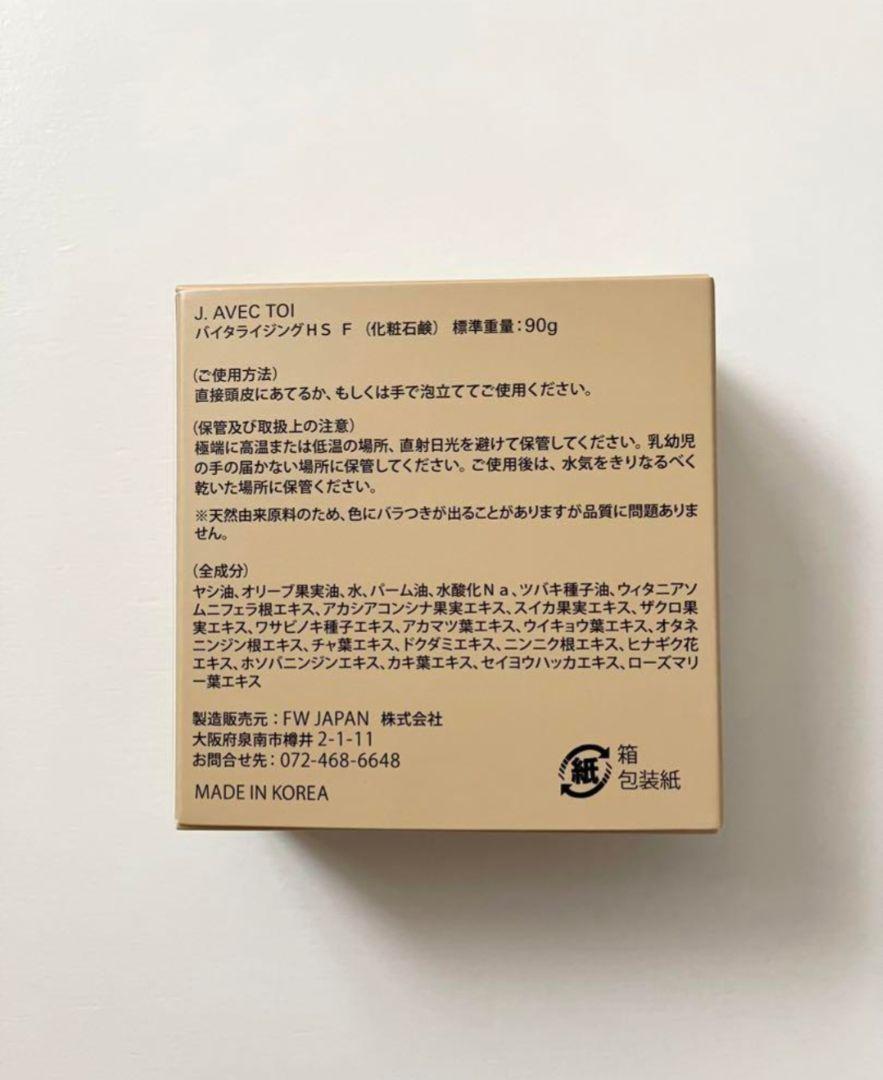 J. AVEC TOI
バイタライジングHS F （化粧石鹸） 標準重量：90g
（ご使用方法）
直接頭皮にあてるか、もしくは手で泡立ててご使用ください。
（保管及び取扱上の注意）
極端に高温または低温の場所、直射日光を避けて保管してください。乳幼児
の手の届かない場所に保管してください。ご使用後は、水気をきりなるべく
乾いた場所に保管ください。
※天然由来原料のため、色にバラつきが出ることがありますが品質に問題ありま
せん。
（全成分）
ヤシ油、オリーブ果実油、水、パーム油、水酸化Ｎａ、ツバキ種子油、ウィタニアソ
ムニフェラ根エキス、アカシアコンシナ果実エキス、スイカ果実エキス、ザクロ果
実エキス、ワサビノキ種子エキス、アカマツ葉エキス、ウイキョウ葉エキス、オタネ
ニンジン根エキス、チャ葉エキス、ドクダミエキス、ニンニク根エキス、ヒナギク花
エキス、ホソバニンジンエキス、カキ葉エキス、セイヨウハッカエキス、ローズマリ
ー葉エキス
製造販売元：FW JAPAN 株式会社
大阪府泉南市樽井 2-1-11
お問合せ先：072-468-6648
MADE IN KOREA
紙
箱
包装紙